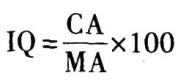 IQ = CA/MA × 100